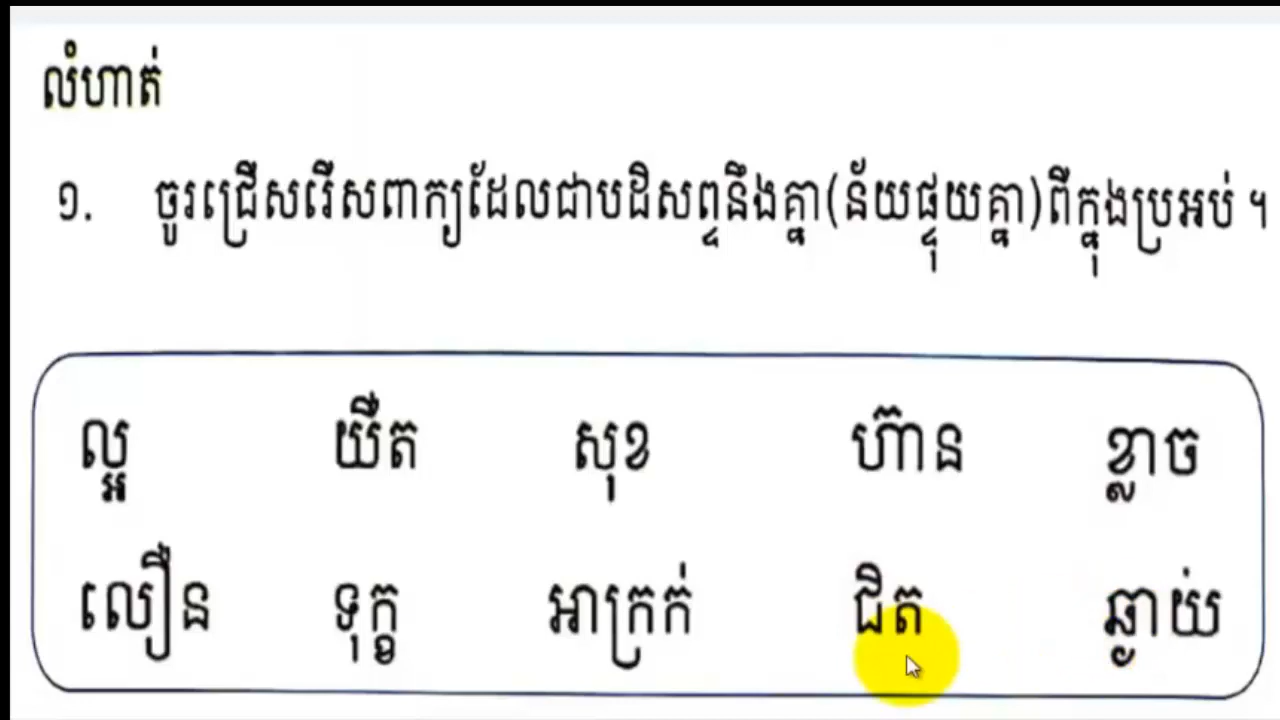 លំហាត់
១. ចូរជ្រើសរើសពាក្យដែលជាបដិសព្ទនឹងគ្នា(ន័យផ្ទុយគ្នា)ពីក្នុងប្រអប់ ។
ល្អ យឺត សុខ ហ៊ាន ខ្លាច
លឿន ទុក្ខ អាក្រក់ ជិត ឆ្ងាយ់